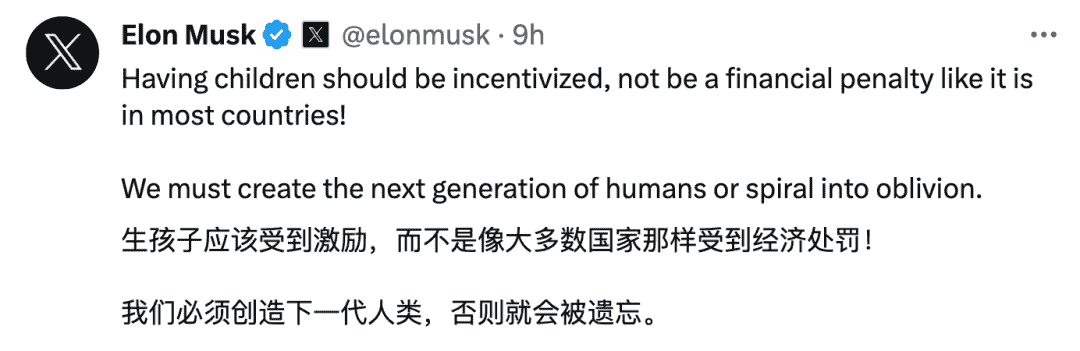 Elon Musk @elonmusk · 9h
Having children should be incentivized, not be a financial penalty like it is
in most countries!
We must create the next generation of humans or spiral into oblivion.
生孩子应该受到激励，而不是像大多数国家那样受到经济处罚！
我们必须创造下一代人类，否则就会被遗忘。